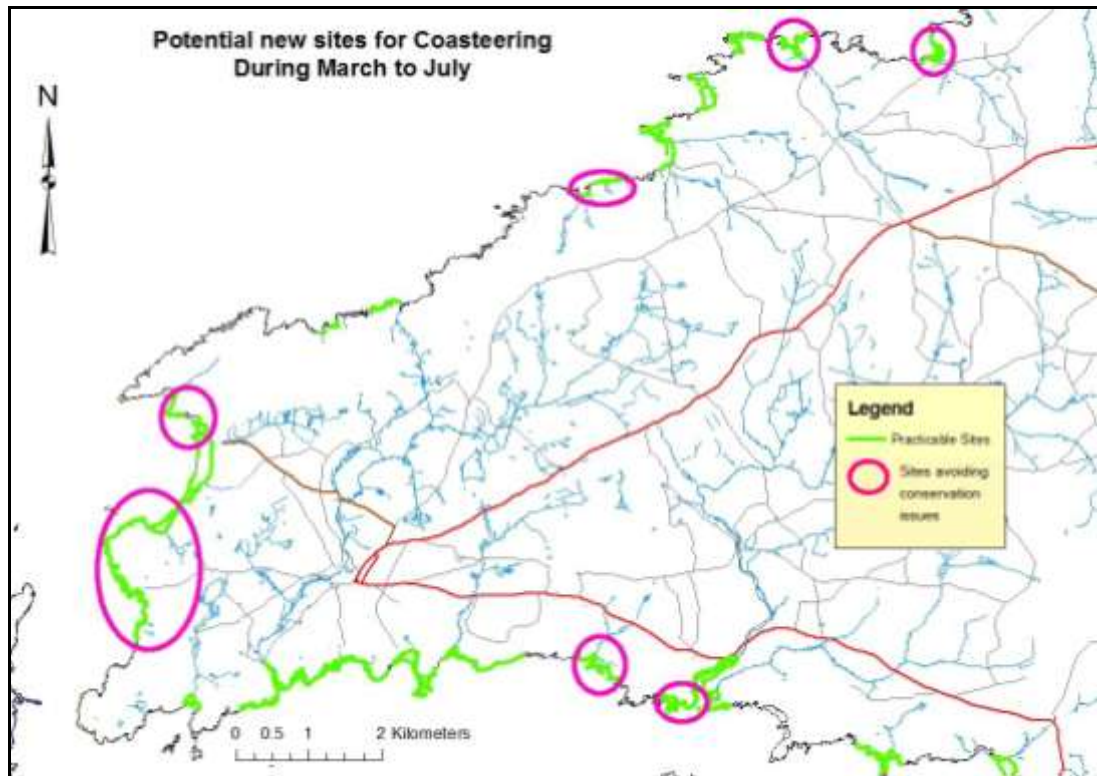 Potential new sites for Coasteering
During March to July
N
Legend
Practicable Sites
Sites avoiding
conservation
issues
0 0.5 1 2 Kilometers